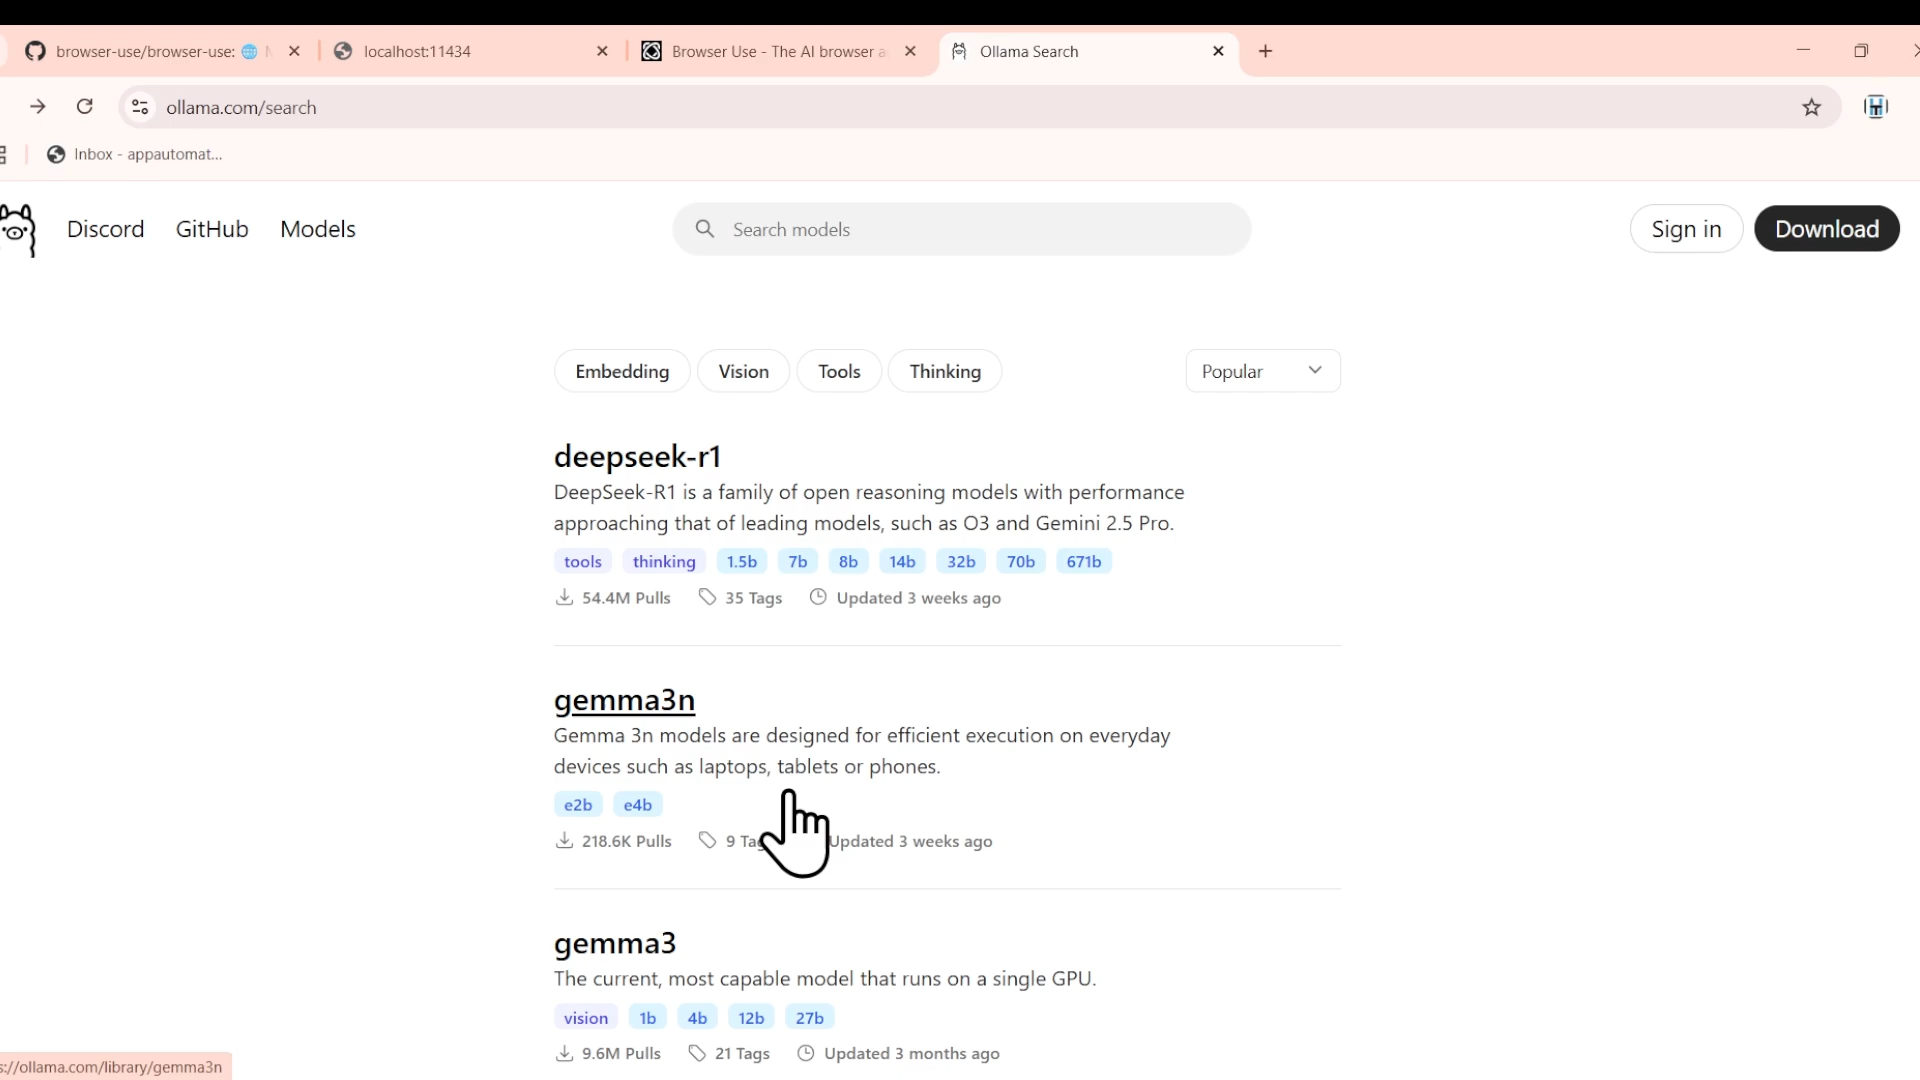 browser-use/browser-use: 🌐
localhost:11434
Browser Use - The AI browser a
Ollama Search
ollama.com/search
Inbox - appautomat...
Discord
GitHub
Models
Search models
Sign in
Download
Embedding
Vision
Tools
Thinking
Popular
deepseek-r1
DeepSeek-R1 is a family of open reasoning models with performance
approaching that of leading models, such as O3 and Gemini 2.5 Pro.
tools thinking 1.5b 7b 8b 14b 32b 70b 671b
54.4M Pulls 35 Tags Updated 3 weeks ago
gemma3n
Gemma 3n models are designed for efficient execution on everyday
devices such as laptops, tablets or phones.
e2b e4b
218.6K Pulls 9 Tag Updated 3 weeks ago
gemma3
The current, most capable model that runs on a single GPU.
vision 1b 4b 12b 27b
9.6M Pulls 21 Tags Updated 3 months ago
s://ollama.com/library/gemma3n